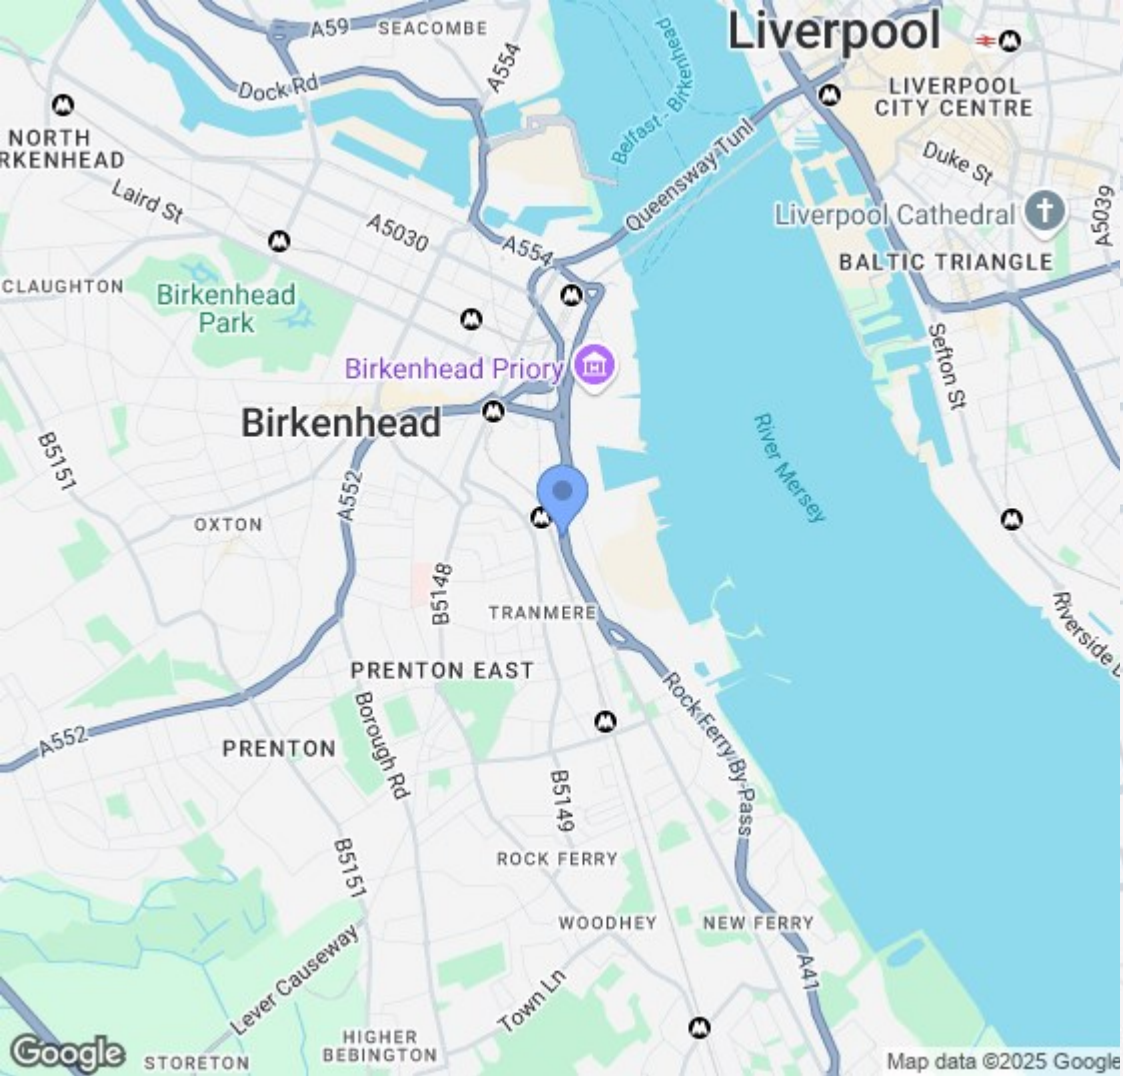 Liverpool
A59
SEACOMBE
A554
Dock Rd
Belfast - Birkenhead
LIVERPOOL
CITY CENTRE
NORTH
RKENHEAD
Queensway Tunl
Duke St
Laird St
A5030
Liverpool Cathedral
A5039
A554
BALTIC TRIANGLE
CLAUGHTON
Birkenhead
Park
Sefton St
Birkenhead Priory
Birkenhead
B5151
River Mersey
A552
OXTON
B5148
TRANMERE
Riverside D
PRENTON EAST
Rock Ferry By-Pass
Borough Rd
A552
PRENTON
B5149
B5151
ROCK FERRY
WOODHEY
NEW FERRY
A41
Lever Causeway
Town Ln
HIGHER
BEBINGTON
STORETON
Google
Map data ©2025 Google